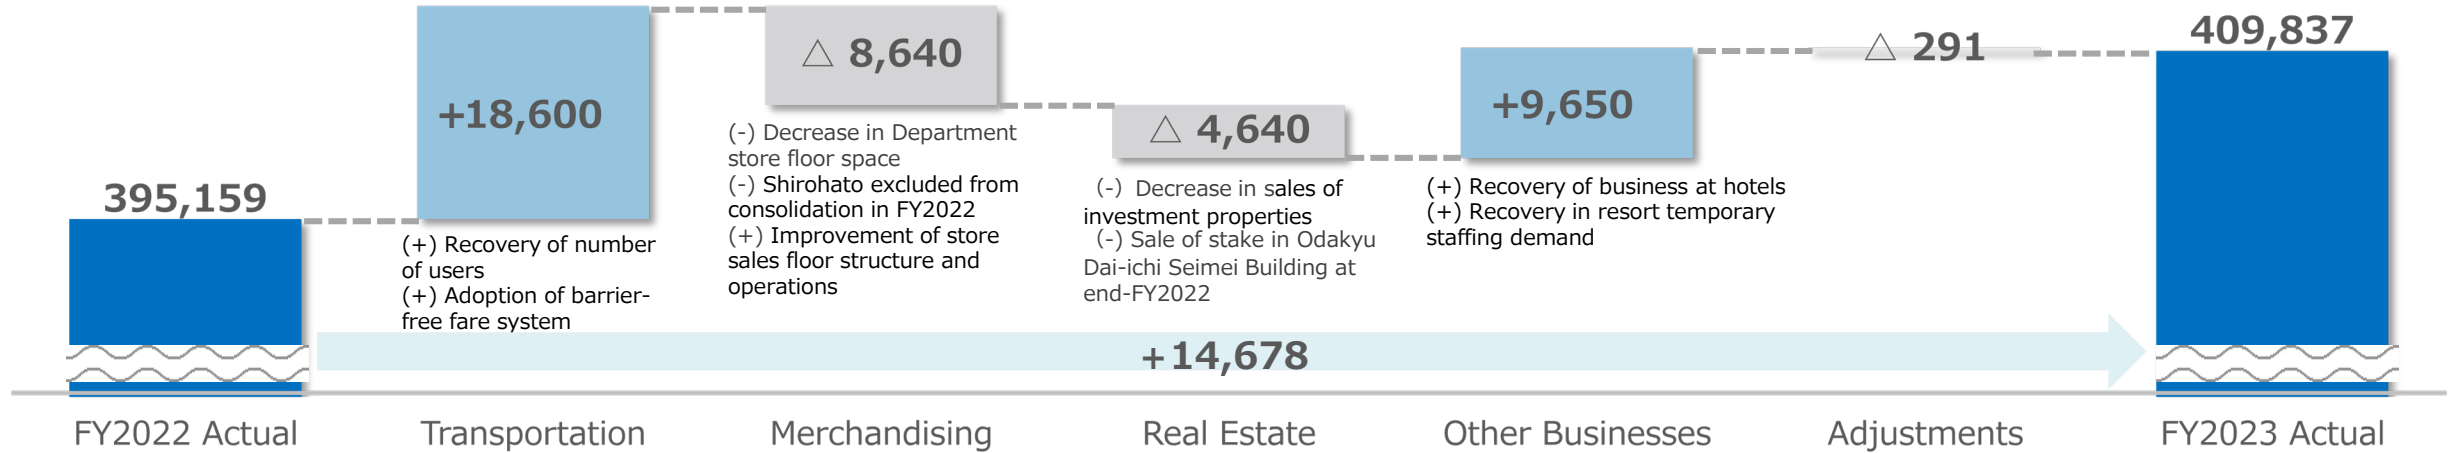 395,159
+18,600
(+) Recovery of number
of users
(+) Adoption of barrier-
free fare system
△ 8,640
(-) Decrease in Department
store floor space
(-) Shirohato excluded from
consolidation in FY2022
(+) Improvement of store
sales floor structure and
operations
△ 4,640
(-) Decrease in sales of
investment properties
(-) Sale of stake in Odakyu
Dai-ichi Seimei Building at
end-FY2022
+9,650
(+) Recovery of business at hotels
(+) Recovery in resort temporary
staffing demand
△ 291
409,837
+14,678
FY2022 Actual
Transportation
Merchandising
Real Estate
Other Businesses
Adjustments
FY2023 Actual